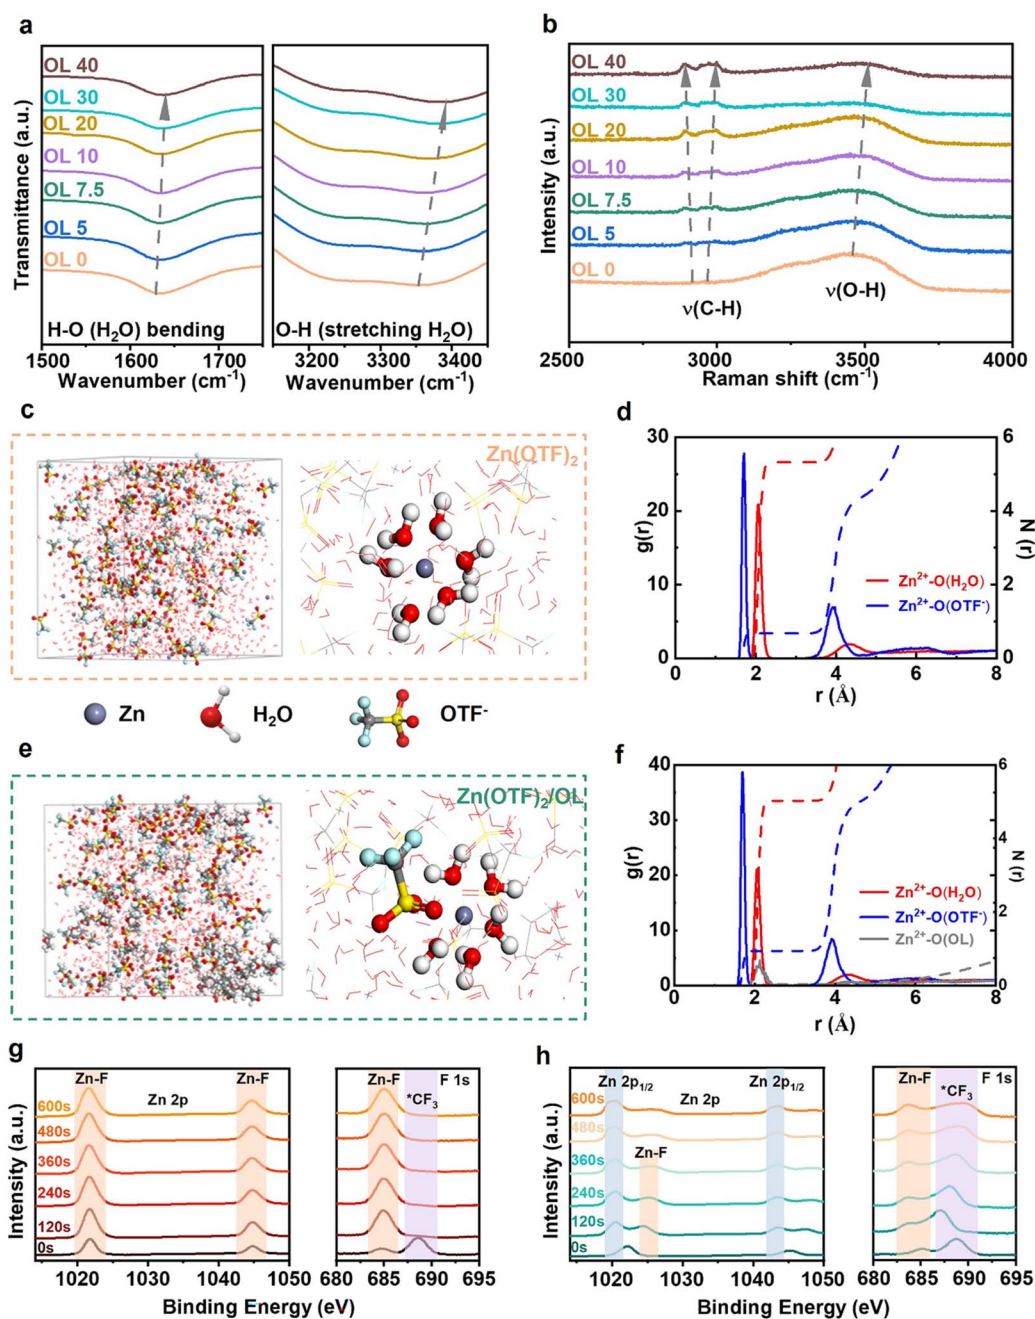 a
OL 40
OL 30
OL 20
OL 10
OL 7.5
OL 5
OL 0
Transmittance (a.u.)
H-O (H₂O) bending
O-H (stretching H₂O)
1500 1600 1700
3200 3300 3400
Wavenumber (cm⁻¹)
Wavenumber (cm⁻¹)
b
OL 40
OL 30
OL 20
OL 10
OL 7.5
OL 5
OL 0
Intensity (a.u.)
ν(C-H)
ν(O-H)
2500 3000 3500 4000
Raman shift (cm⁻¹)
c
Zn(OTF)₂
Zn
H₂O
OTF⁻
d
30
20
10
0
g(r)
6
4
2
0
N (r)
Zn²⁺-O(H₂O)
Zn²⁺-O(OTF⁻)
0 2 4 6 8
r (Å)
e
Zn(OTF)₂/OL
f
40
30
20
10
0
g(r)
6
4
2
0
N (r)
Zn²⁺-O(H₂O)
Zn²⁺-O(OTF⁻)
Zn²⁺-O(OL)
0 2 4 6 8
r (Å)
g
Zn-F
Zn 2p
Zn-F
Zn-F
F 1s
*CF₃
600s
480s
360s
240s
120s
0s
Intensity (a.u.)
1020 1030 1040 1050
680 685 690 695
Binding Energy (eV)
h
Zn 2p₁/₂
Zn 2p
Zn 2p₁/₂
Zn-F
Zn-F
F 1s
*CF₃
600s
480s
360s
240s
120s
0s
Intensity (a.u.)
1020 1030 1040 1050
680 685 690 695
Binding Energy (eV)